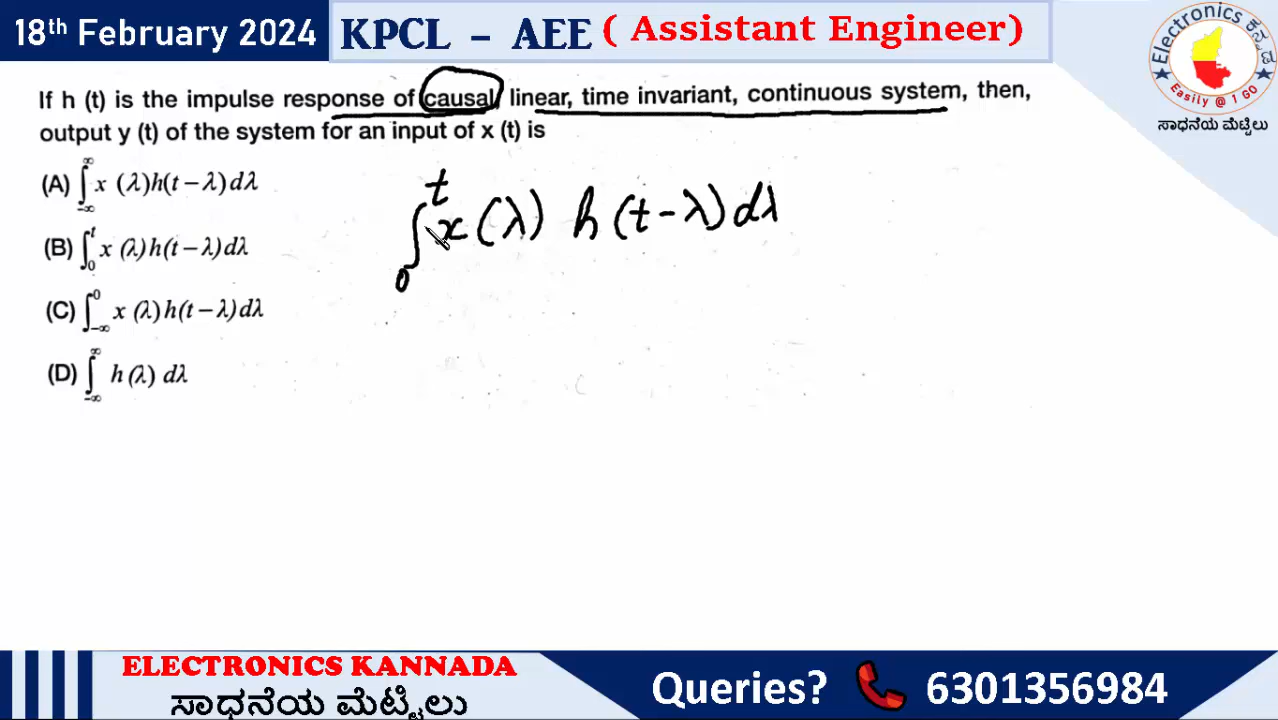 18th February 2024
KPCL - AEE ( Assistant Engineer)
Electronics ಕನ್ನಡ
Easily @ 1 GO
ಸಾಧನೆಯ ಮೆಟ್ಟಿಲು
If h (t) is the impulse response of causal, linear, time invariant, continuous system, then,
output y (t) of the system for an input of x (t) is
(A) ∫_{-∞}^{∞} x (λ)h(t − λ)dλ
(B) ∫_0^t x (λ)h(t − λ)dλ
(C) ∫_{-∞}^0 x (λ)h(t − λ)dλ
(D) ∫_{-∞}^{∞} h (λ) dλ
∫_0^t x(λ) h(t-λ)dλ
ELECTRONICS KANNADA
ಸಾಧನೆಯ ಮೆಟ್ಟಿಲು
Queries? 6301356984